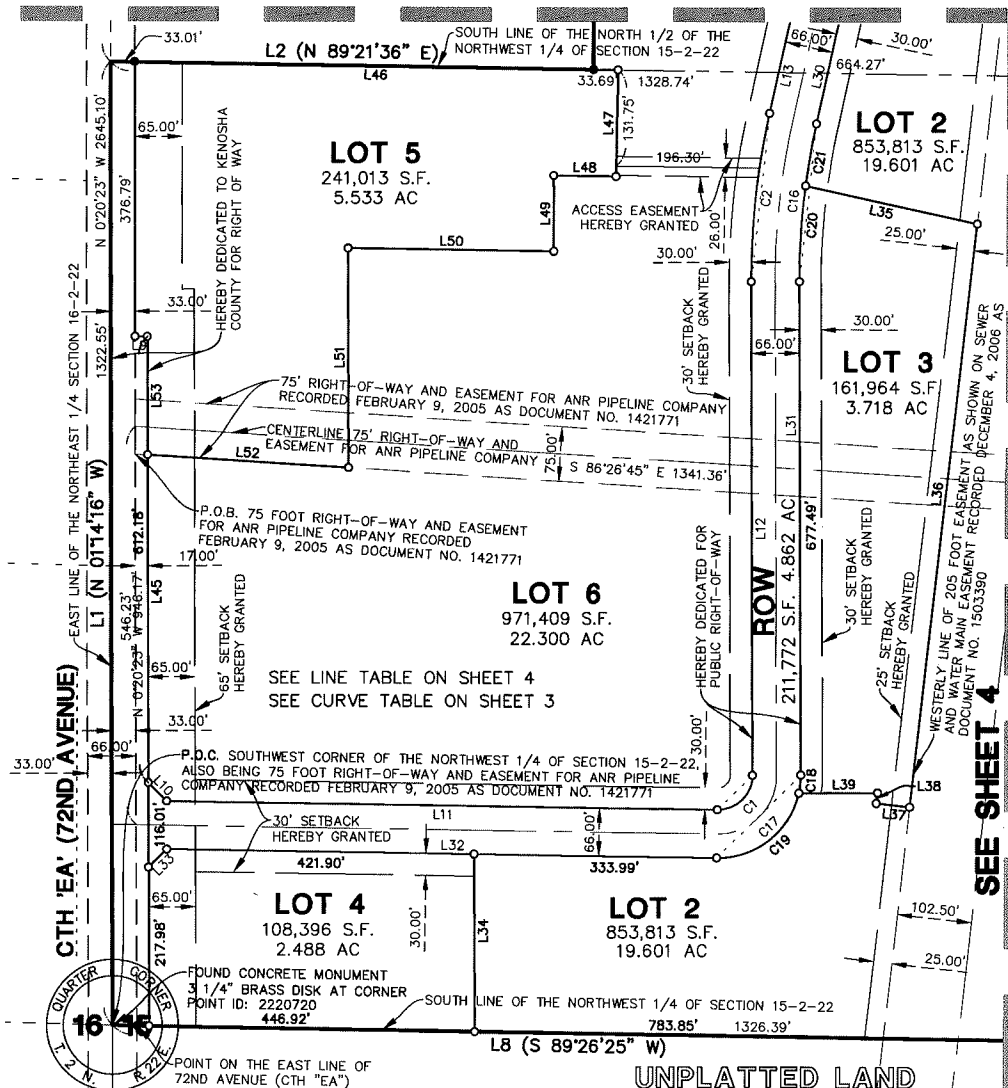 33.01'
L2 (N 89°21'36" E)
L46
SOUTH LINE OF THE NORTH 1/2 OF THE
NORTHWEST 1/4 OF SECTION 15-2-22
33.69'
1328.74'
66.00'
30.00'
664.27'
L13
L30
N 0°20'23" W 2645.10'
376.79'
65.00'
HEREBY DEDICATED TO KENOSHA
COUNTY FOR RIGHT OF WAY
LOT 5
241,013 S.F.
5.533 AC
L47
131.75'
L48
L49
196.30'
ACCESS EASEMENT
HEREBY GRANTED
26.00'
C2
C16
C21
C20
LOT 2
853,813 S.F.
19.601 AC
L35
25.00'
L50
30.00'
30' SETBACK
HEREBY GRANTED
66.00'
30.00'
33.00'
1322.55'
L53
L51
LOT 3
161,964 S.F
3.718 AC
75' RIGHT-OF-WAY AND EASEMENT FOR ANR PIPELINE COMPANY
RECORDED FEBRUARY 9, 2005 AS DOCUMENT NO. 1421771
L31
CENTERLINE 75' RIGHT-OF-WAY AND
EASEMENT FOR ANR PIPELINE COMPANY
75.00'
S 86°26'45" E 1341.36'
L52
L36
P.O.B. 75 FOOT RIGHT-OF-WAY AND EASEMENT
FOR ANR PIPELINE COMPANY RECORDED
FEBRUARY 9, 2005 AS DOCUMENT NO. 1421771
EAST LINE OF THE NORTHEAST 1/4 SECTION 16-2-22
L1 (N 01°14'16" W)
612.18'
17.00'
L45
546.23'
N 0°20'23" W 946.17'
L12
ROW
211,772 S.F. 4.862 AC
677.49'
30' SETBACK
HEREBY GRANTED
LOT 6
971,409 S.F.
22.300 AC
HEREBY DEDICATED FOR
PUBLIC RIGHT-OF-WAY
25' SETBACK
HEREBY GRANTED
WESTERLY LINE OF 205 FOOT EASEMENT AS SHOWN ON SEWER
AND WATER MAIN EASEMENT RECORDED DECEMBER 4, 2006 AS
DOCUMENT NO. 1503390
65.00'
65' SETBACK
HEREBY GRANTED
SEE LINE TABLE ON SHEET 4
SEE CURVE TABLE ON SHEET 3
CTH 'EA' (72ND AVENUE)
33.00'
66.00'
33.00'
30.00'
SEE SHEET 4
P.O.C. SOUTHWEST CORNER OF THE NORTHWEST 1/4 OF SECTION 15-2-22,
ALSO BEING 75 FOOT RIGHT-OF-WAY AND EASEMENT FOR ANR PIPELINE
COMPANY RECORDED FEBRUARY 9, 2005 AS DOCUMENT NO. 1421771
L10
C1
C18
L39
L38
L37
30' SETBACK
HEREBY GRANTED
L11
C17
C19
116.01'
66.00'
L33
L32
421.90'
333.99'
65.00'
LOT 4
108,396 S.F.
2.488 AC
30.00'
L34
LOT 2
853,813 S.F.
19.601 AC
102.50'
25.00'
217.98'
FOUND CONCRETE MONUMENT
3 1/4" BRASS DISK AT CORNER
POINT ID: 2220720
446.92'
SOUTH LINE OF THE NORTHWEST 1/4 OF SECTION 15-2-22
783.85'
1326.39'
L8 (S 89°26'25" W)
QUARTER CORNER
16 15
T. 2 N. R. 22 E.
POINT ON THE EAST LINE OF
72ND AVENUE (CTH "EA")
UNPLATTED LAND